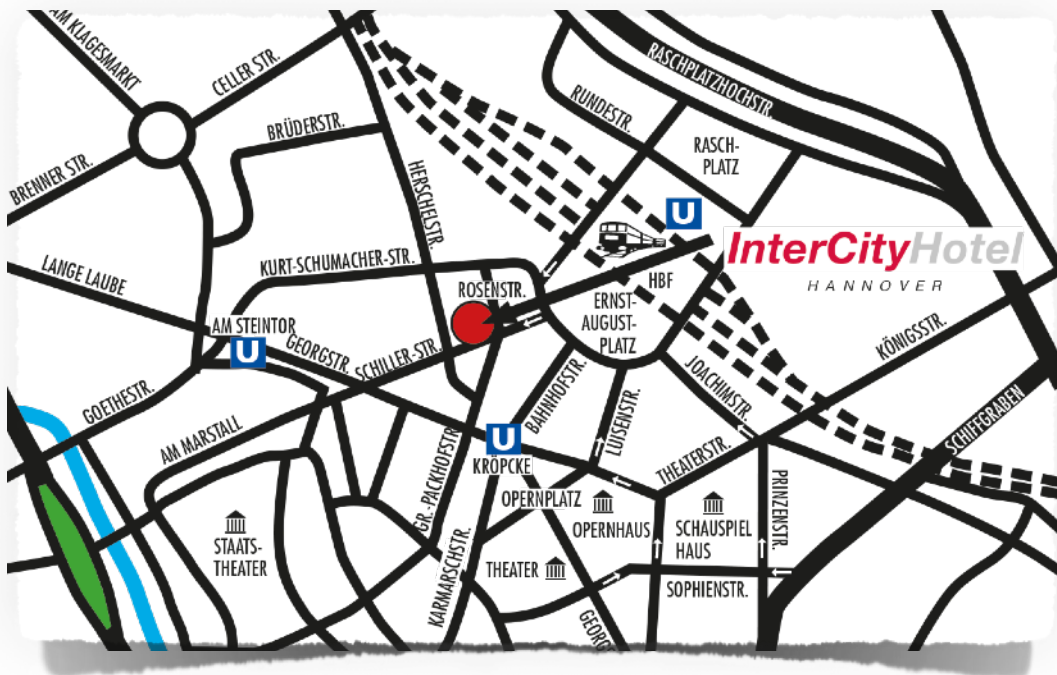 AM KLAGESMARKT
CELLER STR.
RASCHPLATZHOCHSTR.
RUNDESTR.
BRÜDERSTR.
RASCH-
PLATZ
BRENNER STR.
HERSCHELSTR.
U
InterCityHotel
HANNOVER
KURT-SCHUMACHER-STR.
LANGE LAUBE
HBF
ROSENSTR.
ERNST-
AUGUST-
PLATZ
AM STEINTOR
U
GEORGSTR.
SCHILLER-STR.
KÖNIGSSTR.
GOETHESTR.
BAHNHOFSTR.
LUISENSTR.
JOACHIMSTR.
SCHIFFGRABEN
AM MARSTALL
U
KRÖPCKE
GR.-PACKHOFSTR.
THEATERSTR.
PRINZENSTR.
OPERNPLATZ
OPERNHAUS
SCHAUSPIEL
HAUS
STAATS-
THEATER
KARMARSCHSTR.
THEATER
SOPHIENSTR.
GEORG